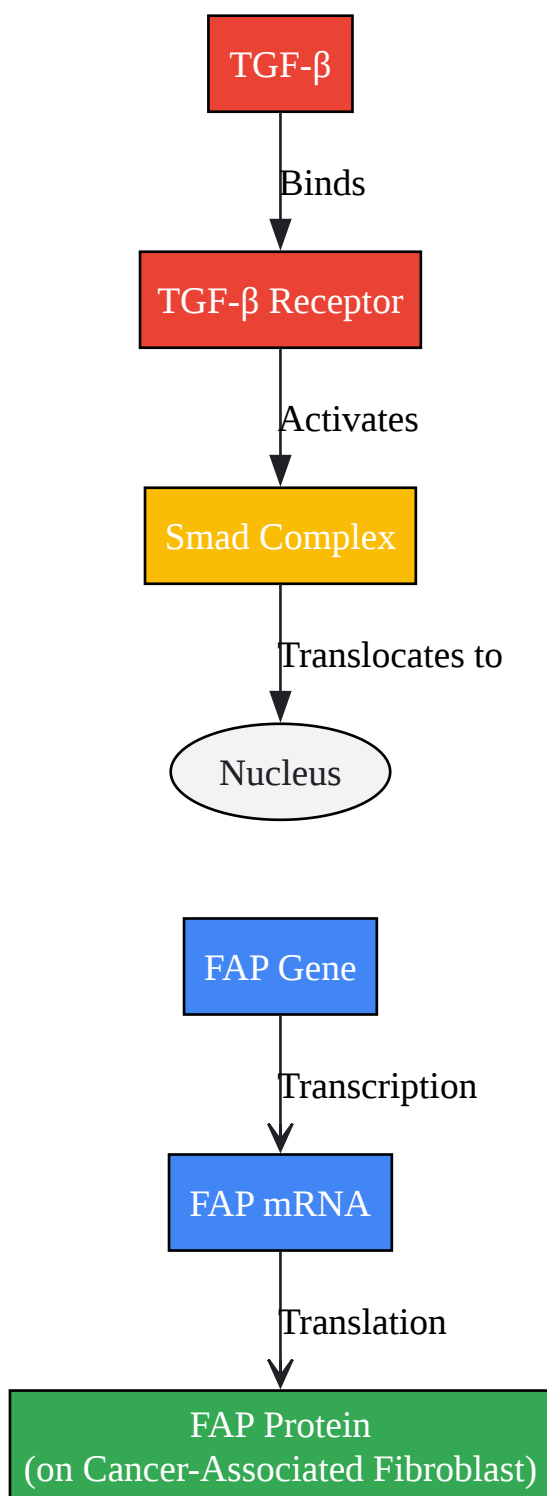 TGF-β
Binds
TGF-β Receptor
Activates
Smad Complex
Translocates to
Nucleus
FAP Gene
Transcription
FAP mRNA
Translation
FAP Protein
(on Cancer-Associated Fibroblast)